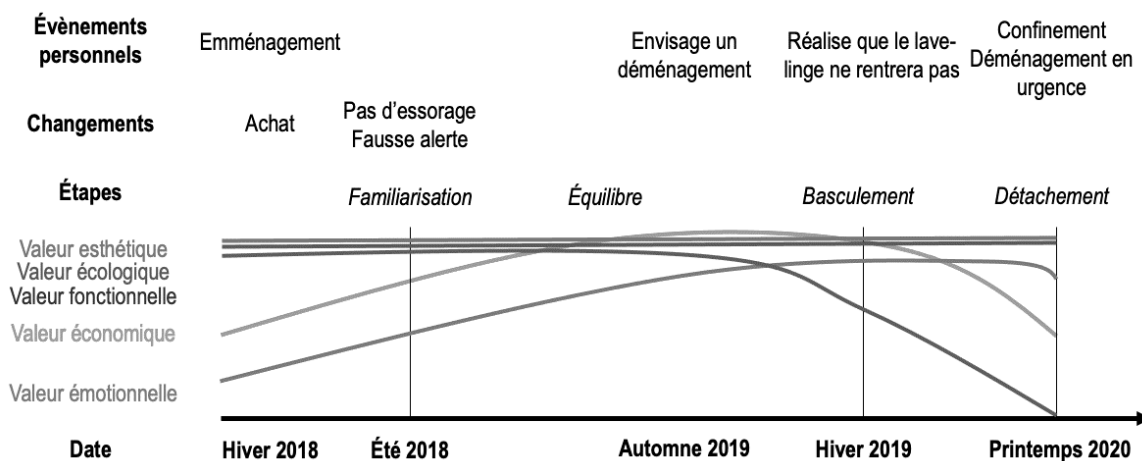 Évènements
personnels
Emménagement
Envisage un
déménagement
Réalise que le lave-
linge ne rentrera pas
Confinement
Déménagement en
urgence
Changements
Achat
Pas d'essorage
Fausse alerte
Étapes
Familiarisation
Équilibre
Basculement
Détachement
Valeur esthétique
Valeur écologique
Valeur fonctionnelle
Valeur économique
Valeur émotionnelle
Date
Hiver 2018
Été 2018
Automne 2019
Hiver 2019
Printemps 2020